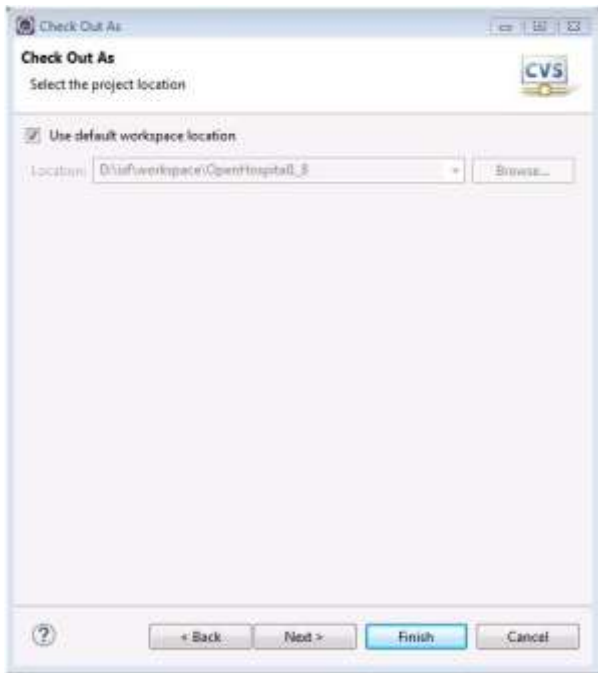 Check Out As
Check Out As
CVS
Select the project location
Use default workspace location
Location: Browse...
? < Back Next > Finish Cancel